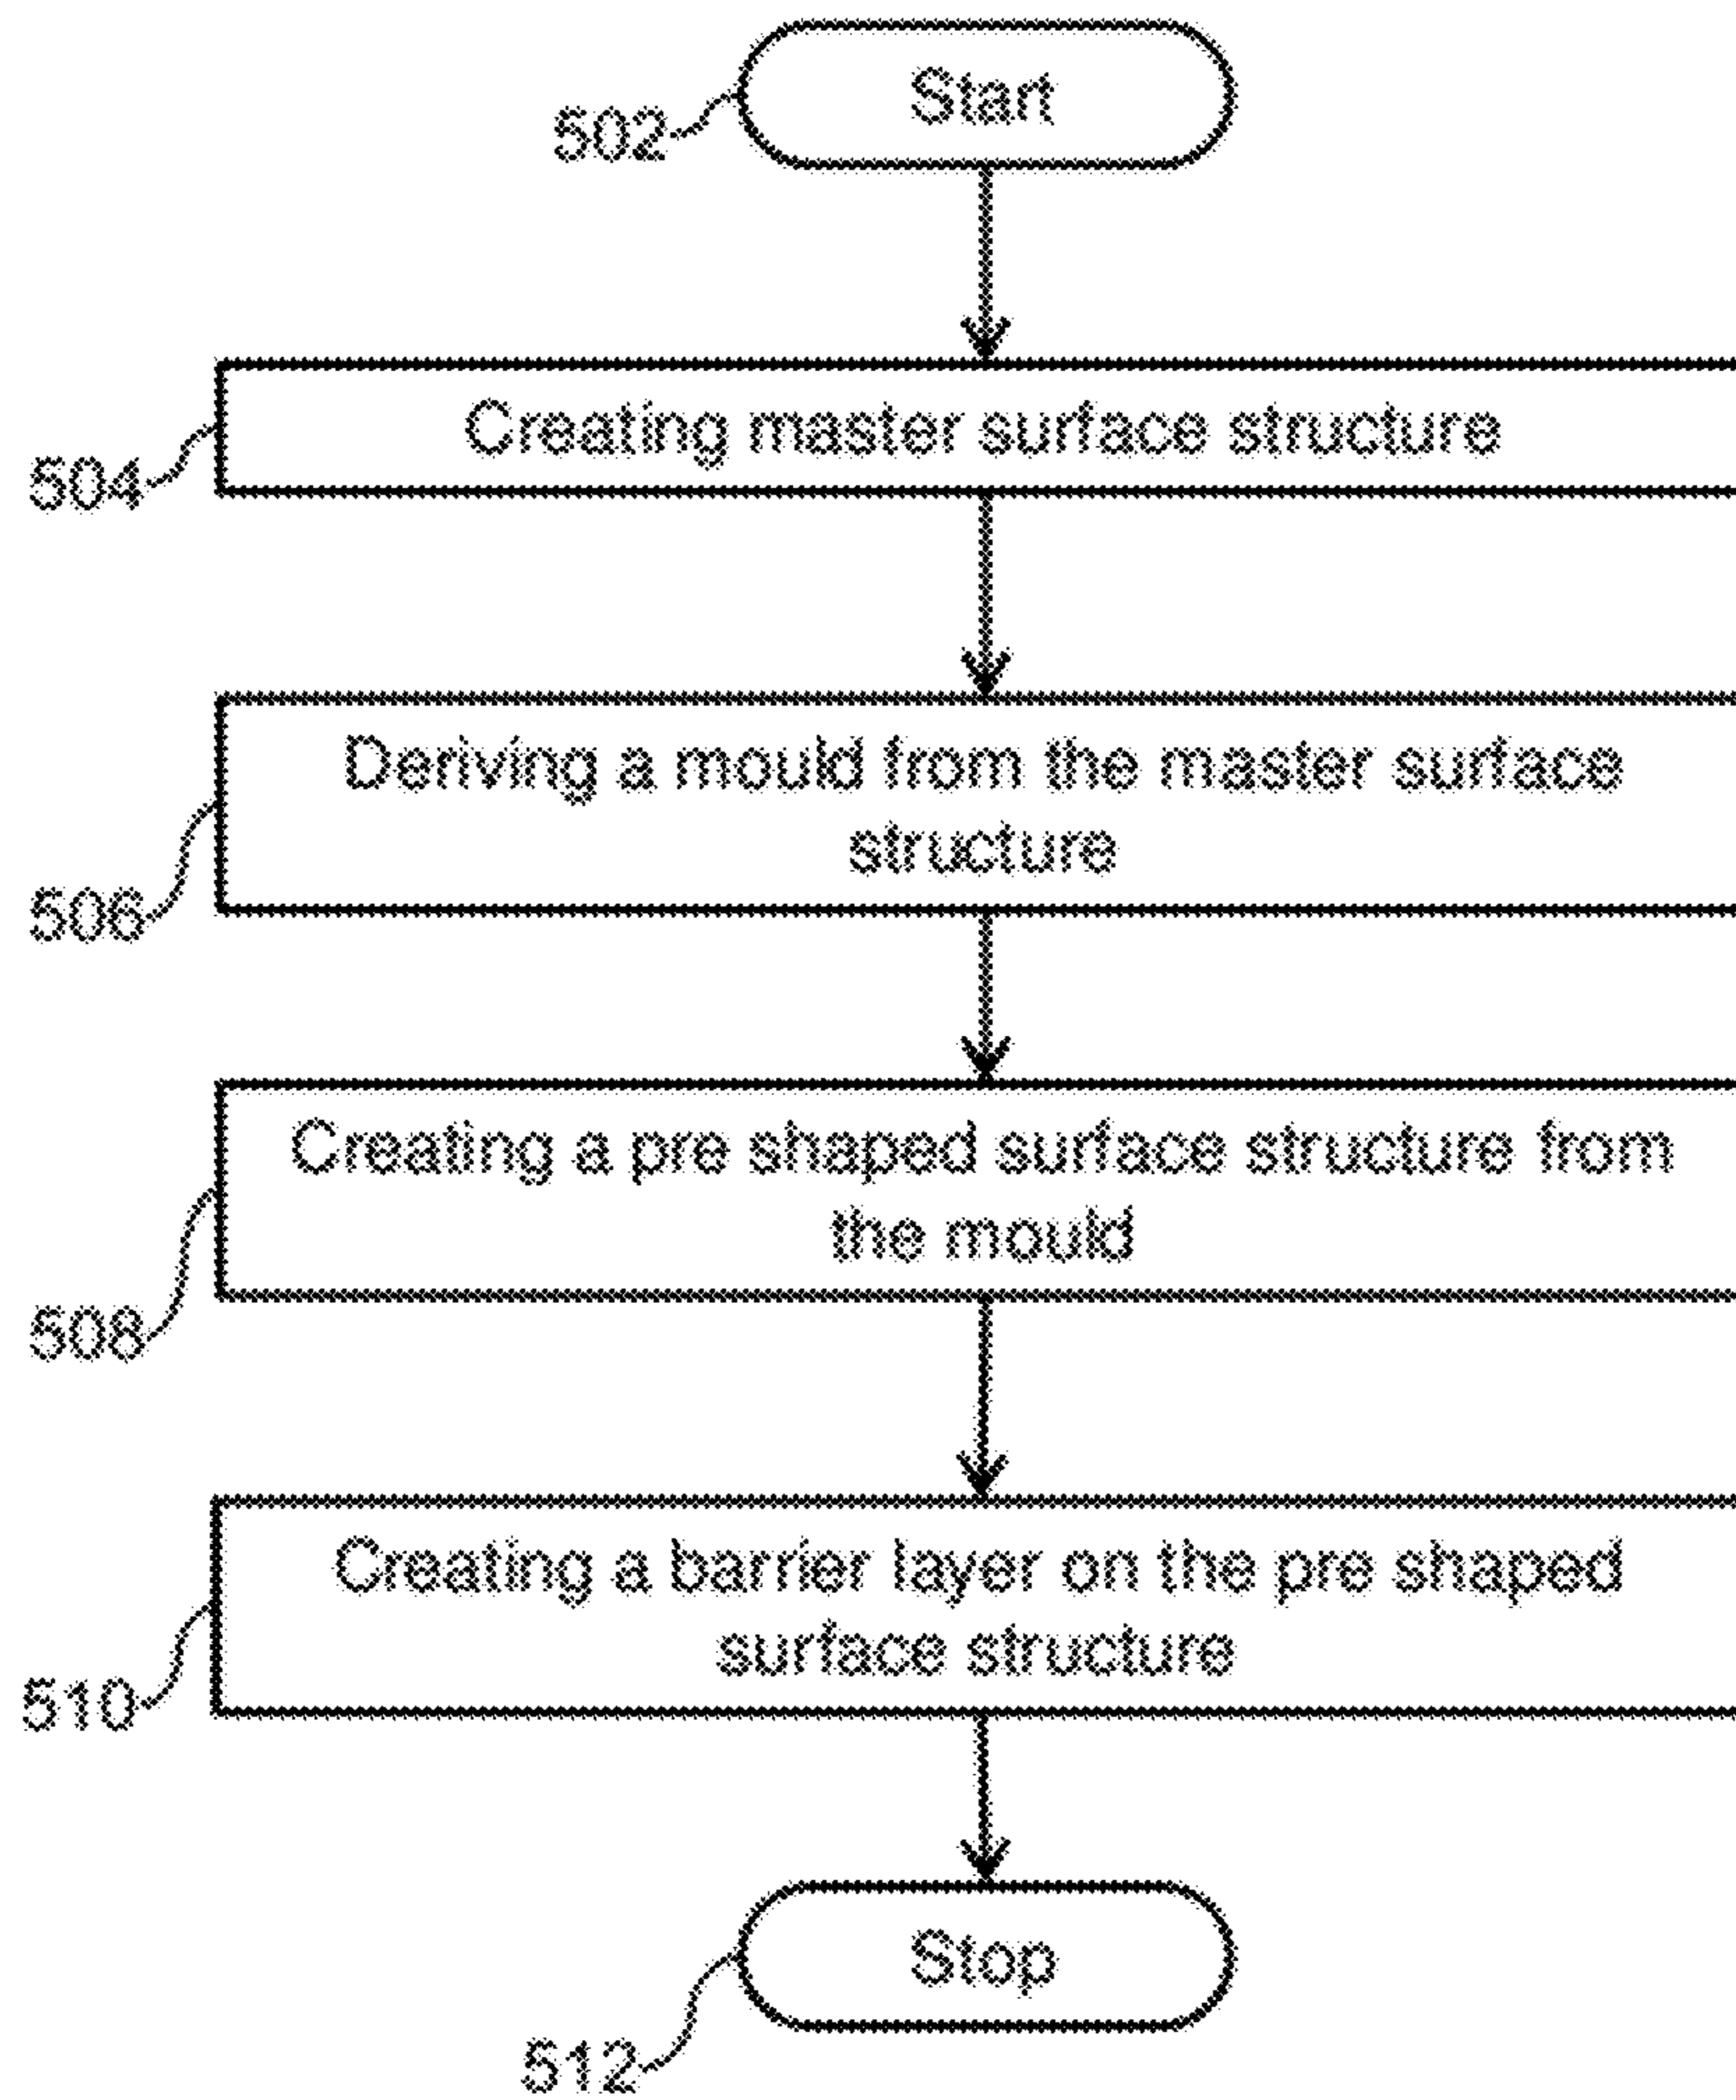 Start
502
Creating master surface structure
504
Deriving a mould from the master surface
structure
506
Creating a pre shaped surface structure from
the mould
508
Creating a barrier layer on the pre shaped
surface structure
510
Stop
512